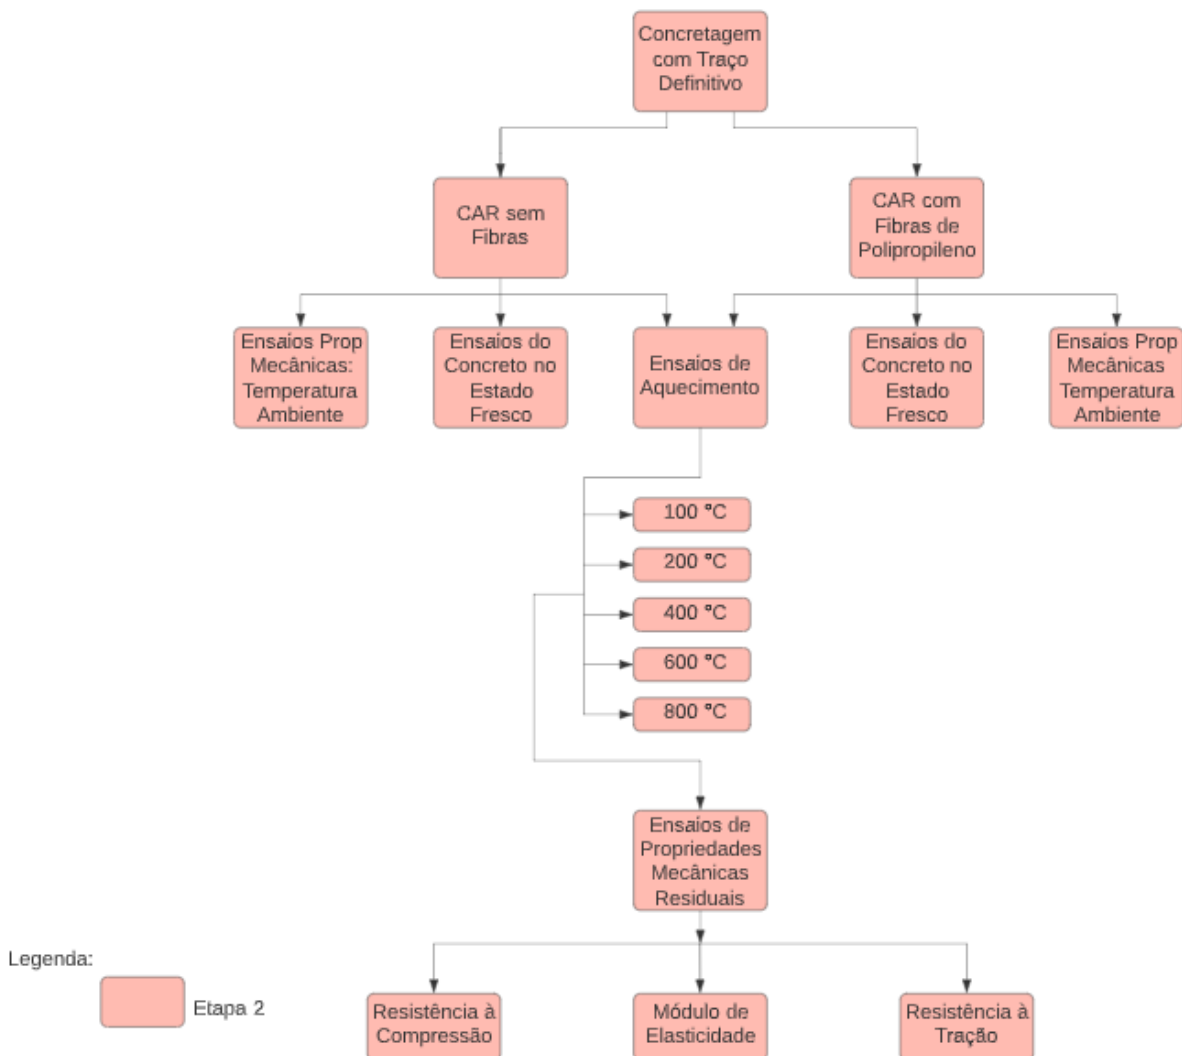 Concretagem
com Traço
Definitivo
CAR sem
Fibras
CAR com
Fibras de
Polipropileno
Ensaios Prop
Mecânicas:
Temperatura
Ambiente
Ensaios do
Concreto no
Estado
Fresco
Ensaios de
Aquecimento
Ensaios do
Concreto no
Estado
Fresco
Ensaios Prop
Mecânicas
Temperatura
Ambiente
100 °C
200 °C
400 °C
600 °C
800 °C
Ensaios de
Propriedades
Mecânicas
Residuais
Legenda:
Etapa 2
Resistência à
Compressão
Módulo de
Elasticidade
Resistência à
Tração